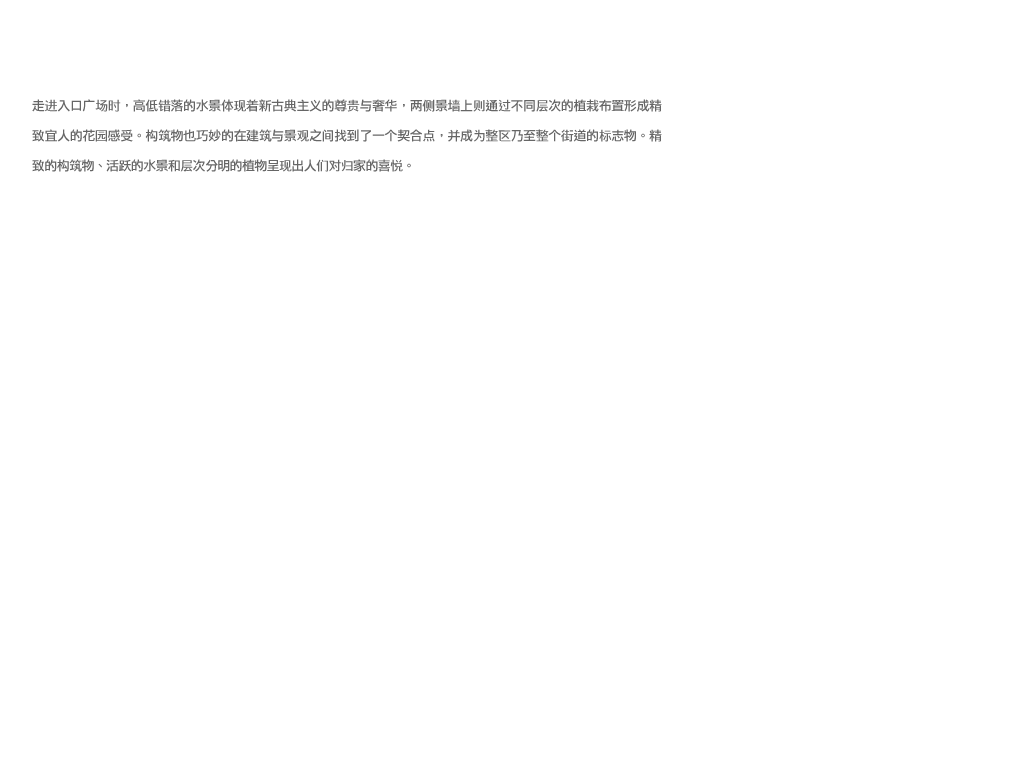 走进入口广场时，高低错落的水景体现着新古典主义的尊贵与奢华，两侧景墙上则通过不同层次的植栽布置形成精
致宜人的花园感受。构筑物也巧妙的在建筑与景观之间找到了一个契合点，并成为整区乃至整个街道的标志物。精
致的构筑物、活跃的水景和层次分明的植物呈现出人们对归家的喜悦。